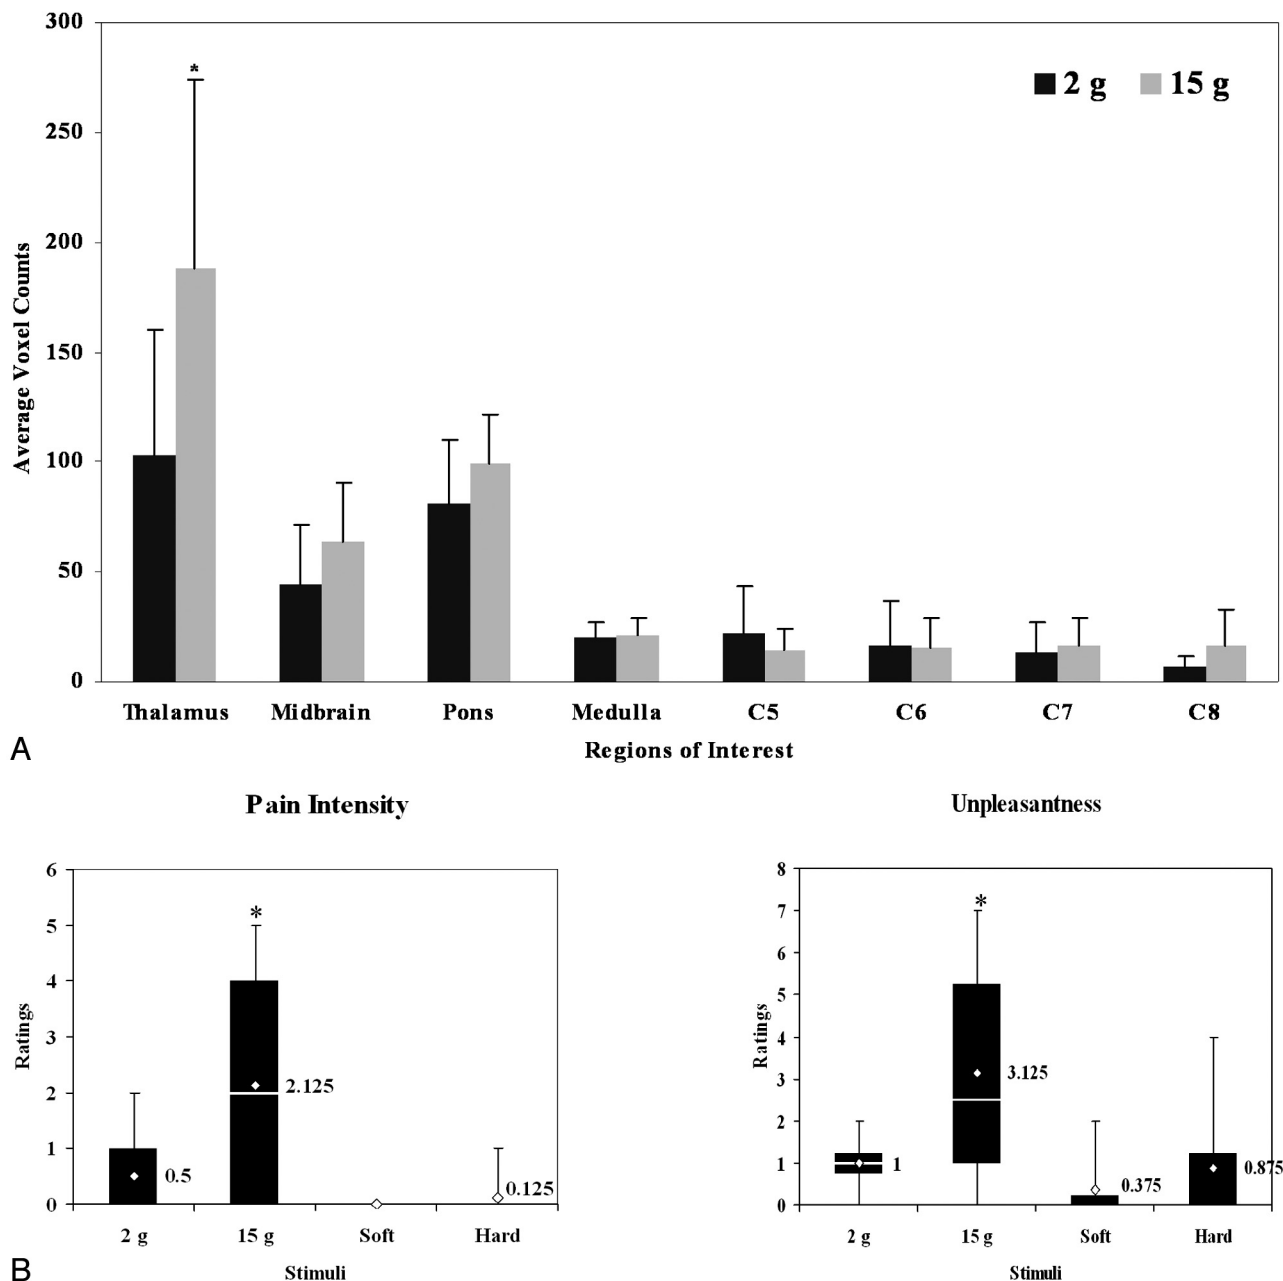 300
250
200
150
100
50
0
Average Voxel Counts
*
2 g 15 g
Thalamus Midbrain Pons Medulla C5 C6 C7 C8
Regions of Interest
A
Pain Intensity
6
5
4
3
2
1
0
Ratings
*
0.5
2.125
0.125
2 g 15 g Soft Hard
Stimuli
Unpleasantness
8
7
6
5
4
3
2
1
0
Ratings
*
1
3.125
0.375
0.875
2 g 15 g Soft Hard
Stimuli
B